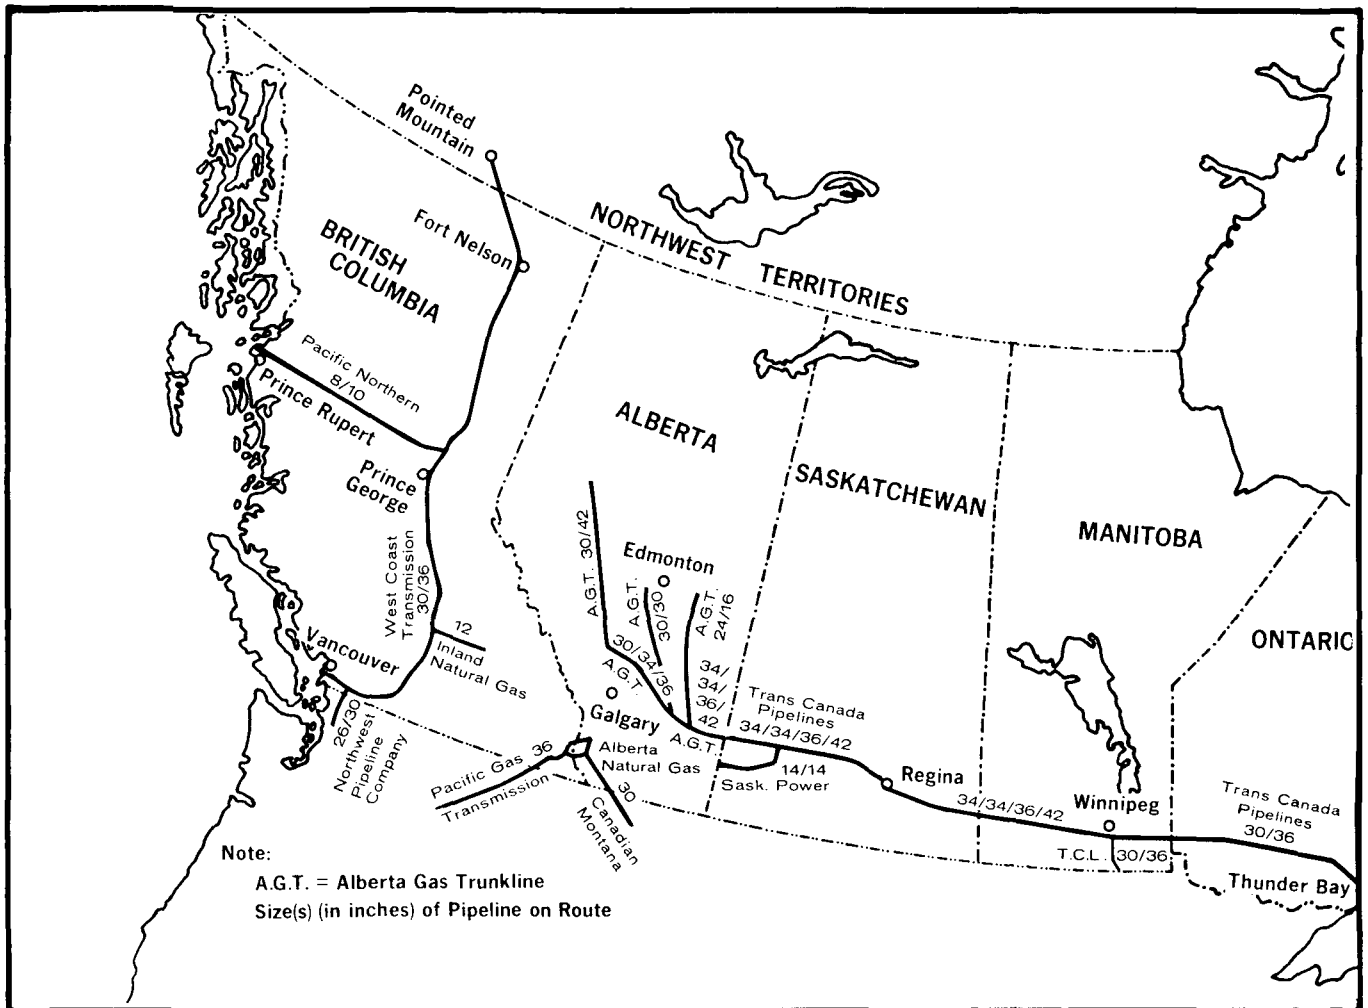 Pointed
Mountain
Fort Nelson
BRITISH
COLUMBIA
NORTHWEST TERRITORIES
Pacific Northern
8/10
Prince Rupert
Prince
George
ALBERTA
SASKATCHEWAN
MANITOBA
ONTARIO
West Coast
Transmission
30/36
A.G.T. 30/42
Edmonton
A.G.T.
30/30
A.G.T.
24/16
12
Inland
Natural Gas
Vancouver
30/34/36
A.G.T.
34/
34/
36/
42
Galgary
A.G.T.
Trans Canada
Pipelines
34/34/36/42
26/30
Northwest
Pipeline
Company
Pacific Gas 36
Transmission
Alberta
Natural Gas
30
Canadian
Montana
14/14
Sask. Power
Regina
34/34/36/42
Winnipeg
T.C.L. 30/36
Trans Canada
Pipelines
30/36
Thunder Bay
Note:
A.G.T. = Alberta Gas Trunkline
Size(s) (in inches) of Pipeline on Route